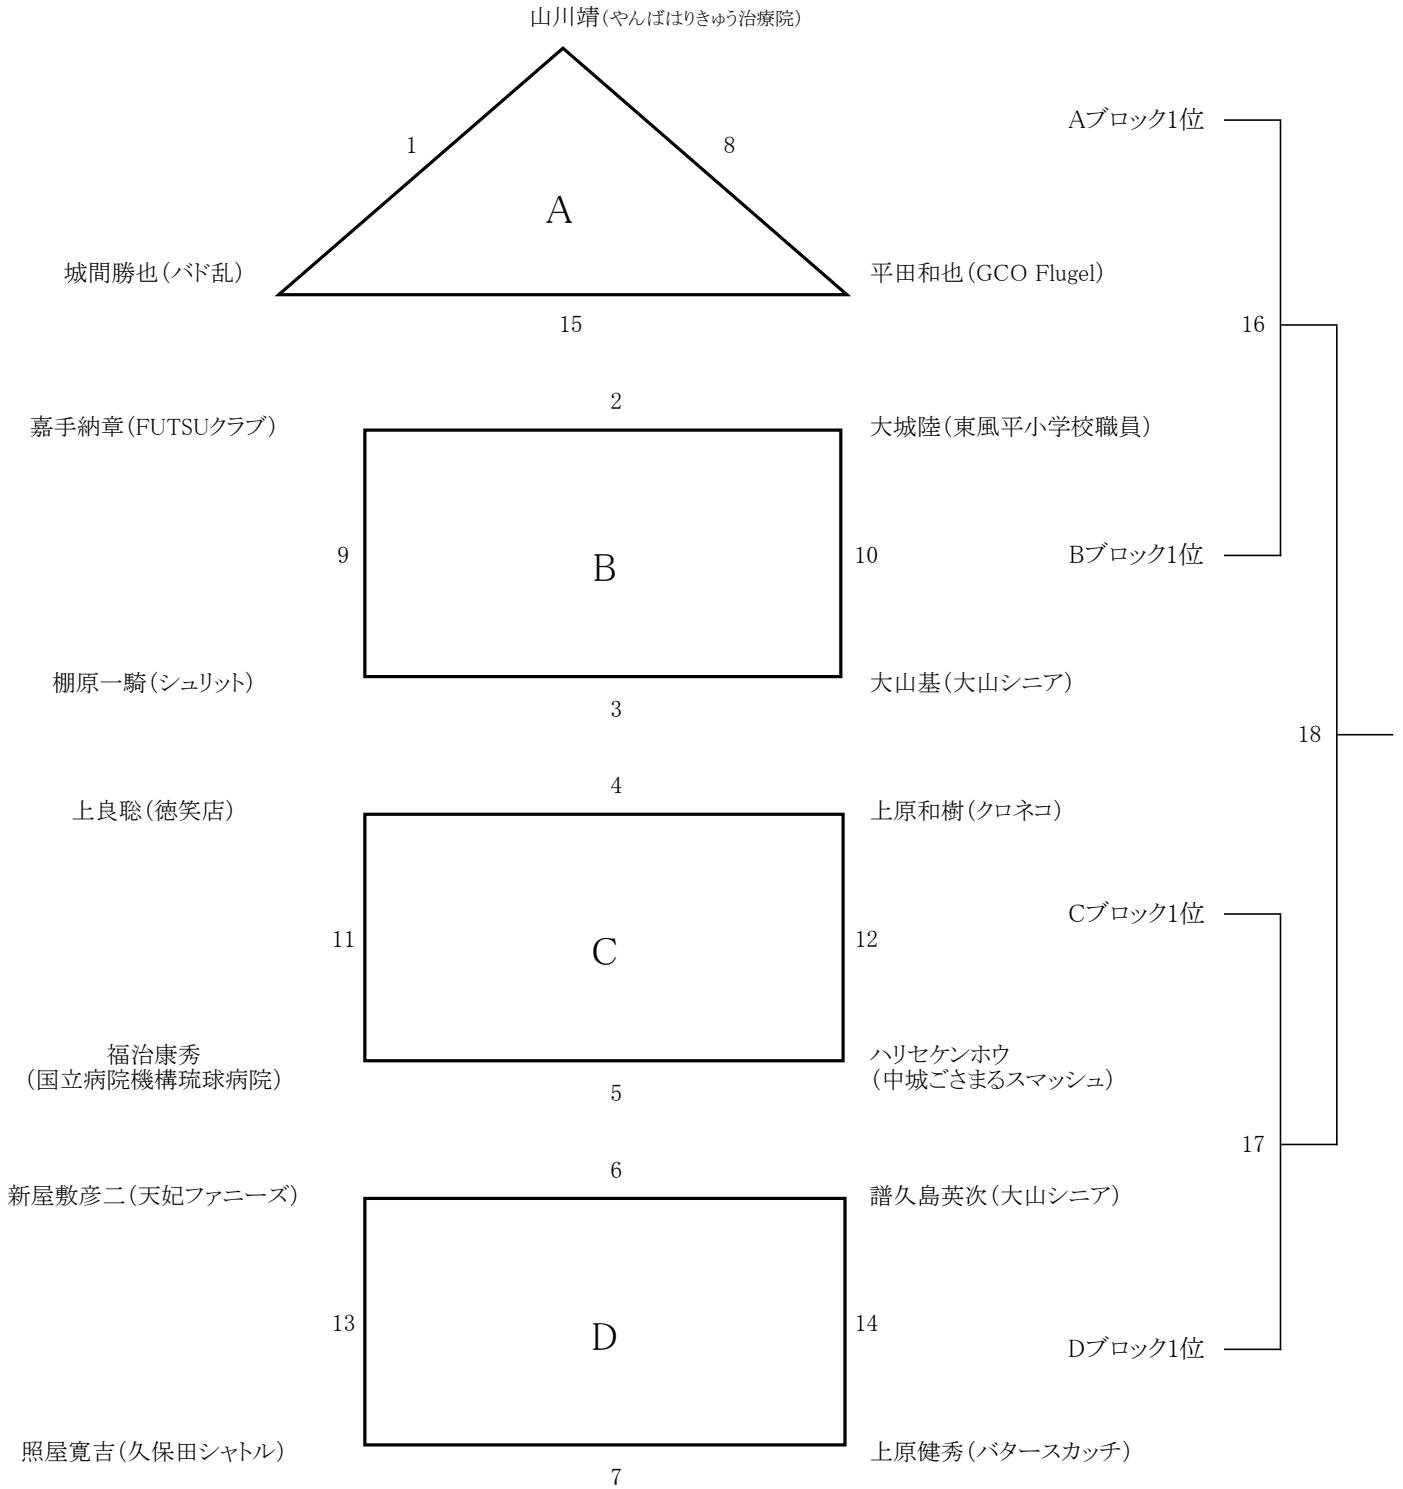 山川靖（やんばはりきゅう治療院）
Aブロック1位
1
8
A
城間勝也（バド乱）
平田和也（GCO Flugel）
15
16
2
嘉手納章（FUTSUクラブ）
大城陸（東風平小学校職員）
9
B
10
Bブロック1位
棚原一騎（シュリット）
大山基（大山シニア）
3
18
4
上良聡（徳笑店）
上原和樹（クロネコ）
Cブロック1位
11
C
12
福治康秀
（国立病院機構琉球病院）
ハリセケンホウ
（中城ごさまるスマッシュ）
5
17
6
新屋敷彦二（天妃ファニーズ）
譜久島英次（大山シニア）
13
D
14
Dブロック1位
照屋寛吉（久保田シャトル）
上原健秀（バタースカッチ）
7